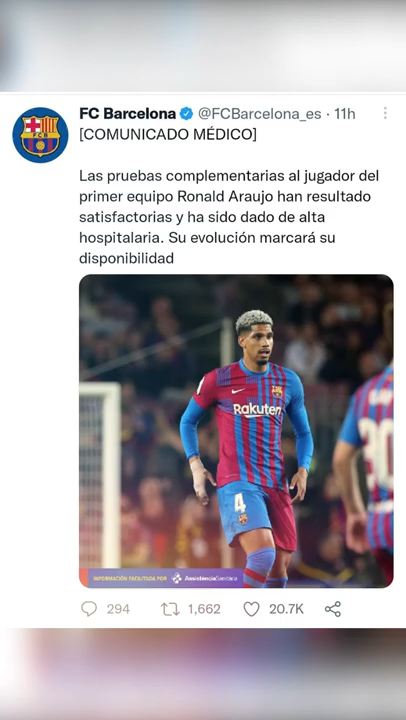 FC Barcelona @FCBarcelona_es · 11h
[COMUNICADO MÉDICO]
Las pruebas complementarias al jugador del
primer equipo Ronald Araujo han resultado
satisfactorias y ha sido dado de alta
hospitalaria. Su evolución marcará su
disponibilidad
Rakuten
4
30
INFORMACIÓN FACILITADA POR Assistència Sanitària
294 1,662 20.7K